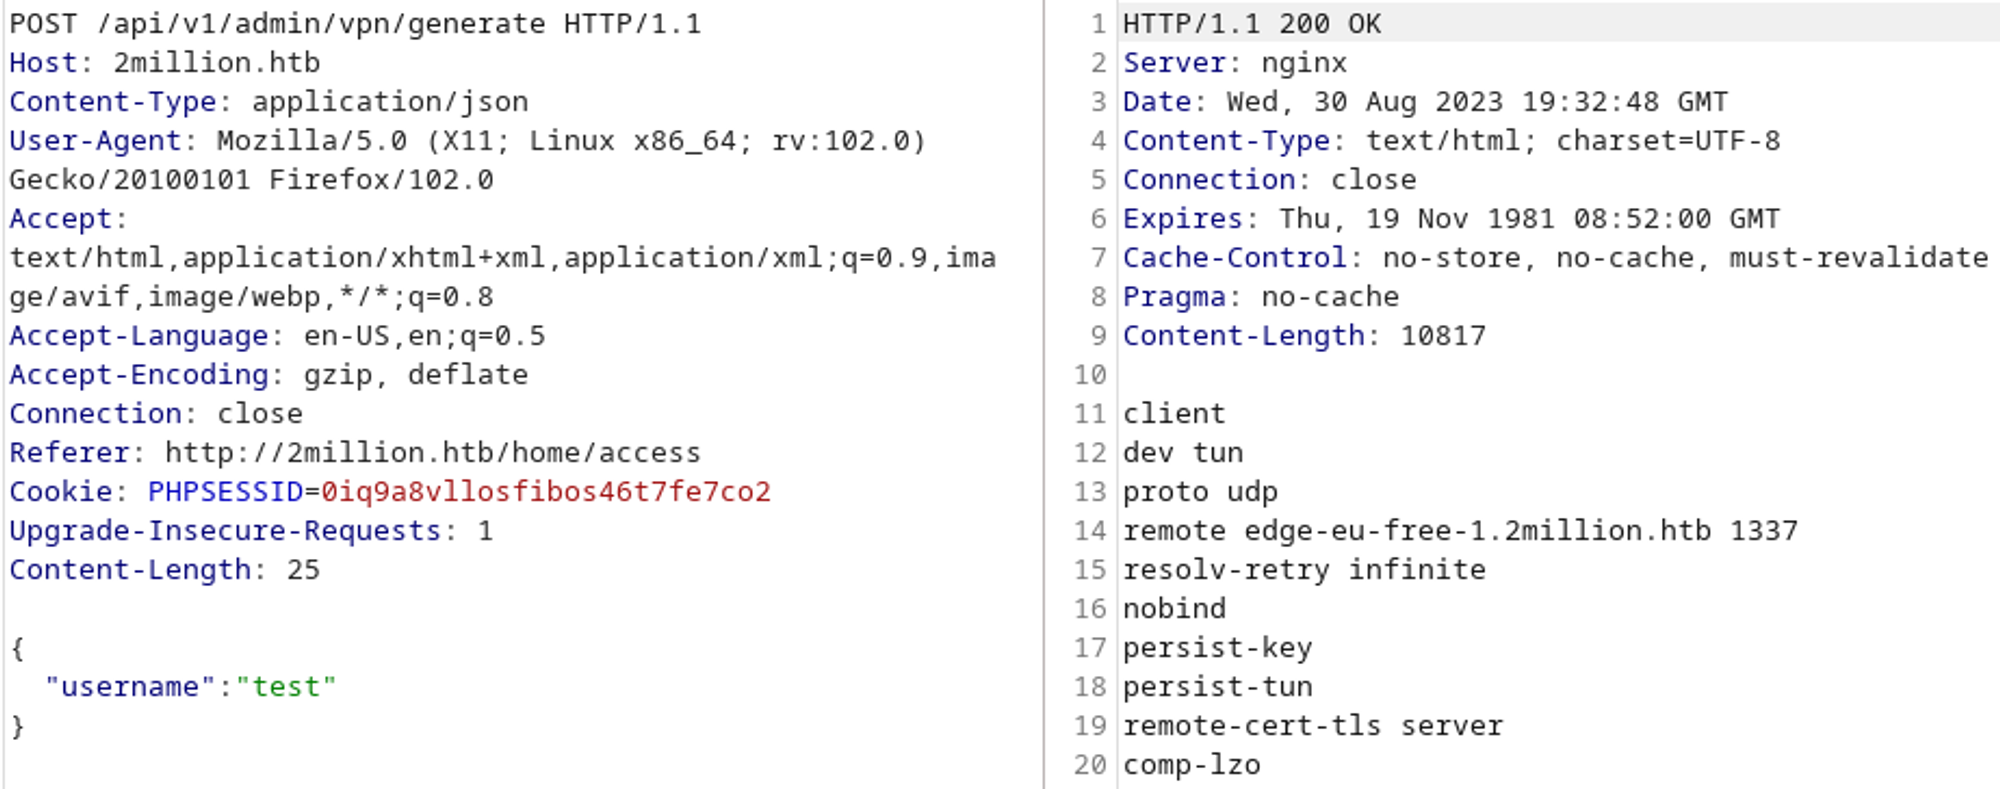 POST /api/v1/admin/vpn/generate HTTP/1.1
Host: 2million.htb
Content-Type: application/json
User-Agent: Mozilla/5.0 (X11; Linux x86_64; rv:102.0)
Gecko/20100101 Firefox/102.0
Accept:
text/html,application/xhtml+xml,application/xml;q=0.9,ima
ge/avif,image/webp,*/*;q=0.8
Accept-Language: en-US,en;q=0.5
Accept-Encoding: gzip, deflate
Connection: close
Referer: http://2million.htb/home/access
Cookie: PHPSESSID=0iq9a8vllosfibos46t7fe7co2
Upgrade-Insecure-Requests: 1
Content-Length: 25

{
  "username":"test"
}
1 HTTP/1.1 200 OK
2 Server: nginx
3 Date: Wed, 30 Aug 2023 19:32:48 GMT
4 Content-Type: text/html; charset=UTF-8
5 Connection: close
6 Expires: Thu, 19 Nov 1981 08:52:00 GMT
7 Cache-Control: no-store, no-cache, must-revalidate
8 Pragma: no-cache
9 Content-Length: 10817
10
11 client
12 dev tun
13 proto udp
14 remote edge-eu-free-1.2million.htb 1337
15 resolv-retry infinite
16 nobind
17 persist-key
18 persist-tun
19 remote-cert-tls server
20 comp-lzo